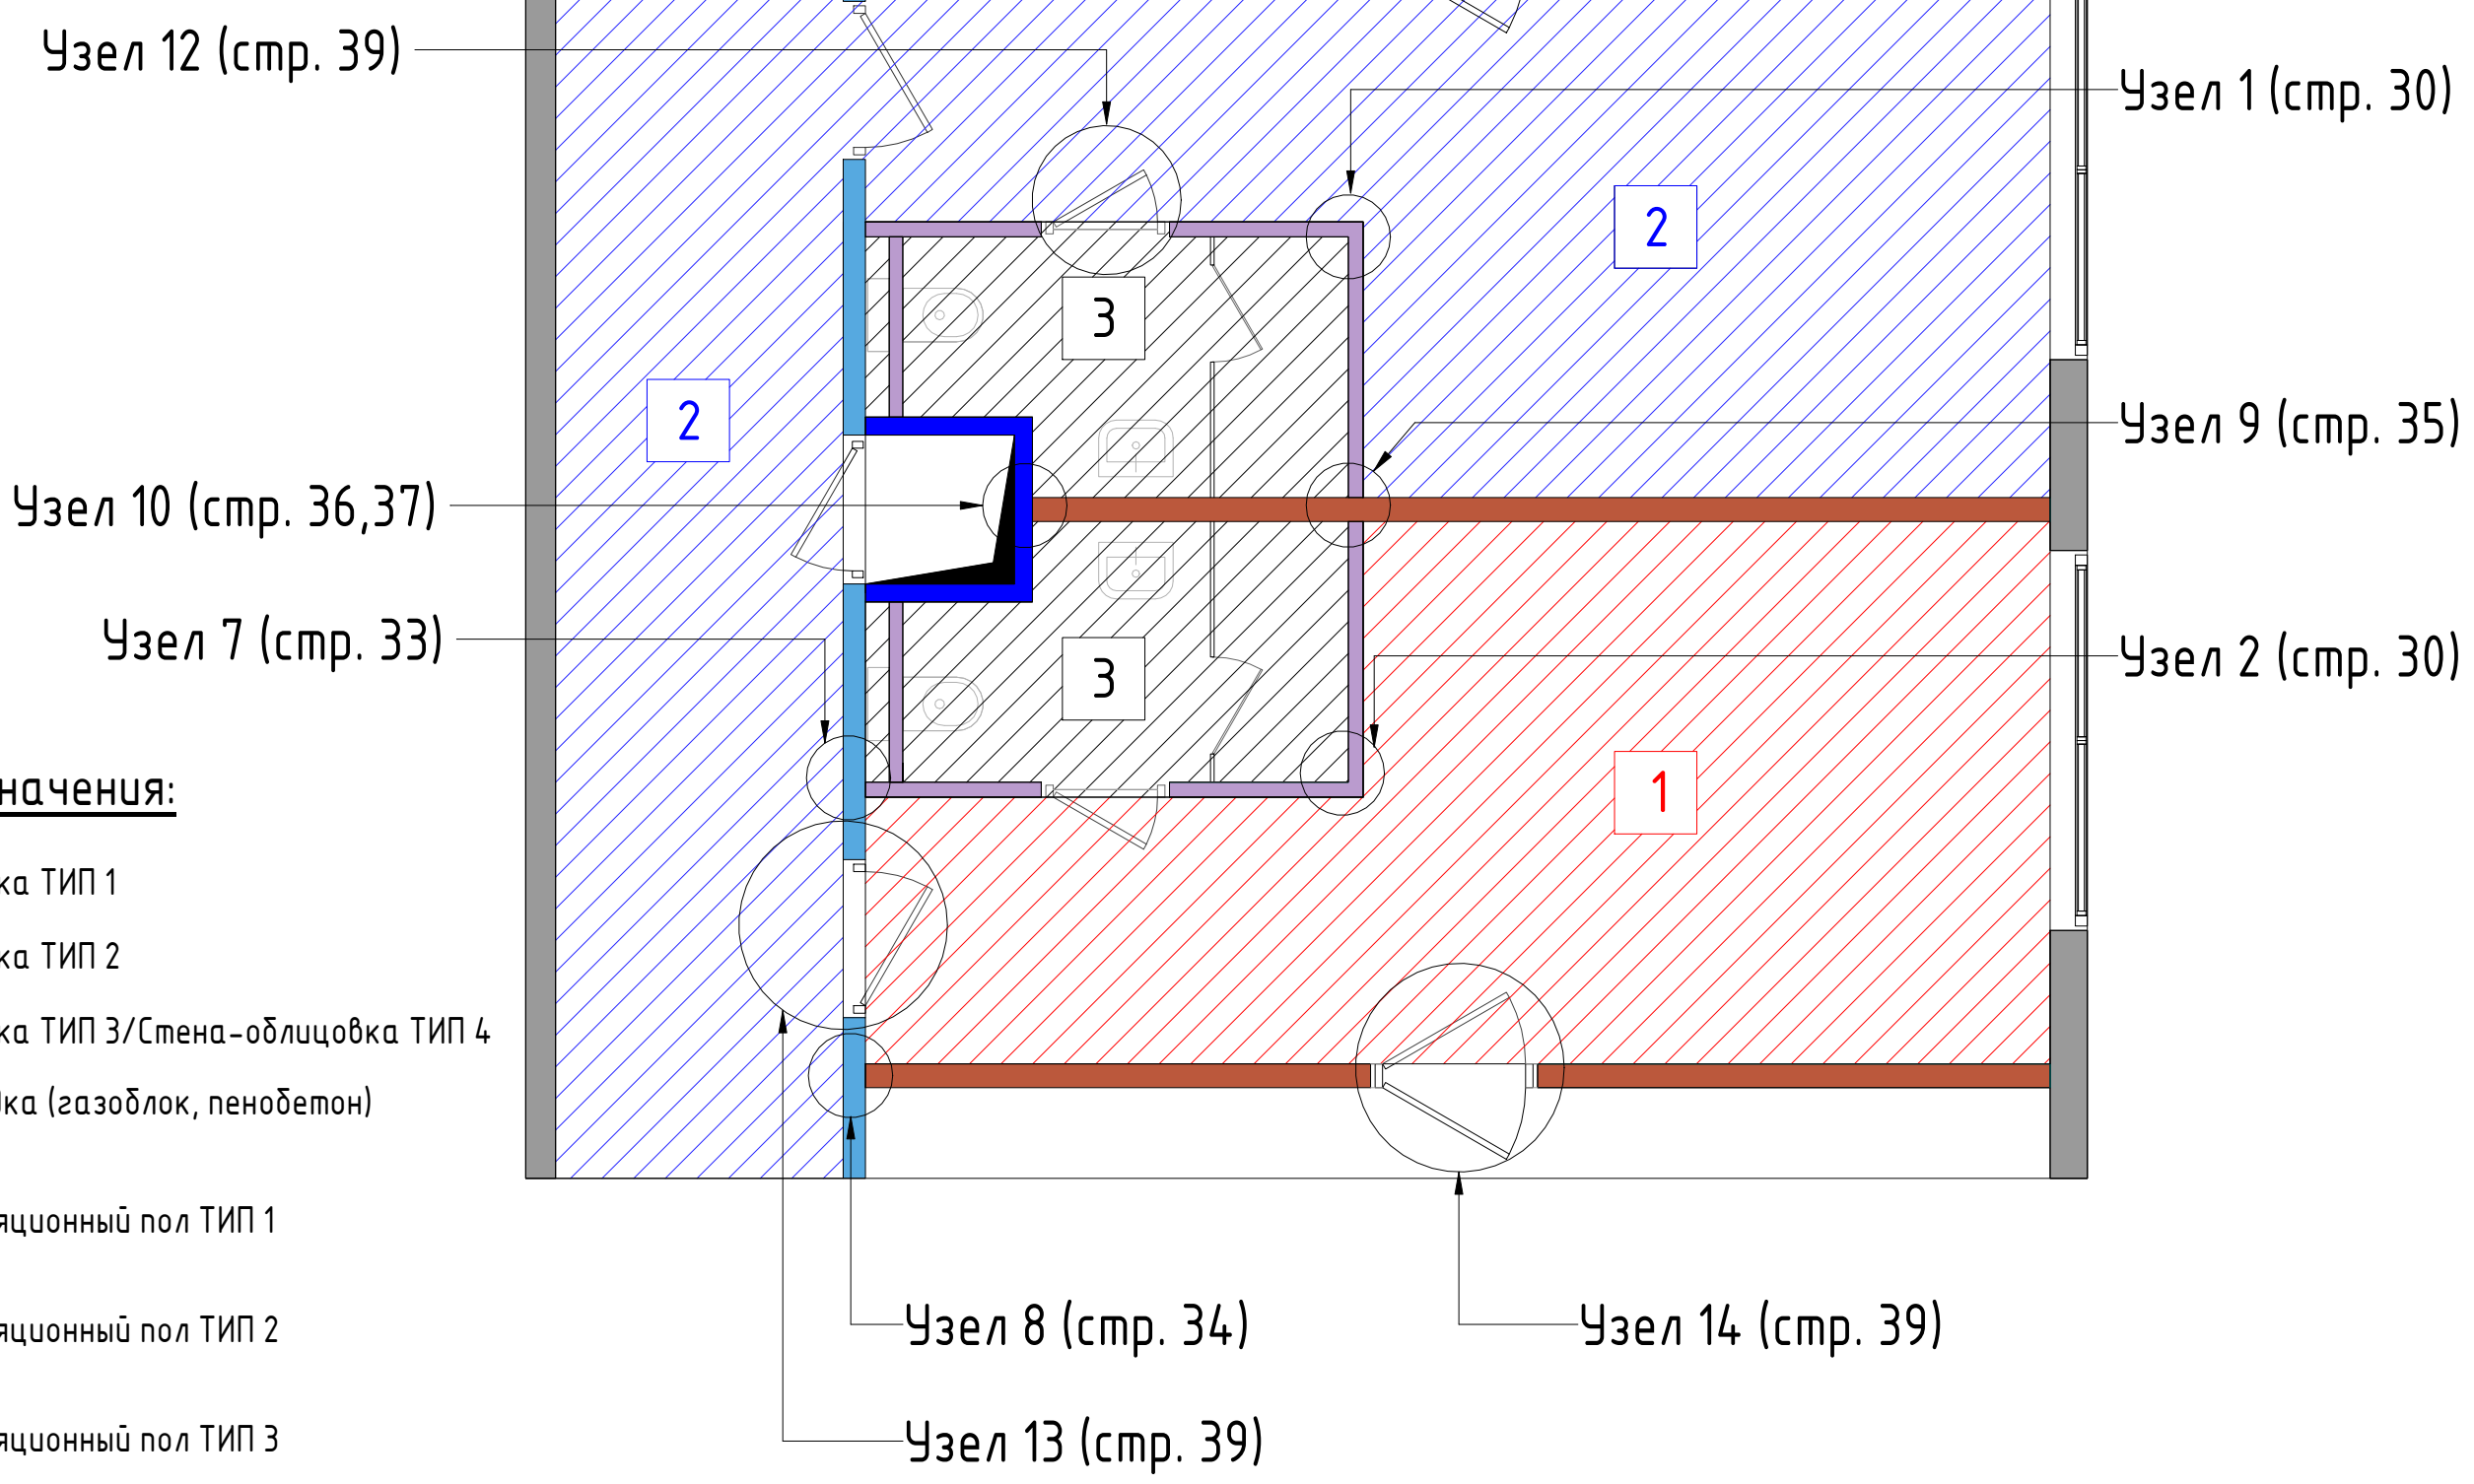 Узел 12 (стр. 39)
Узел 1 (стр. 30)
2
3
2
Узел 9 (стр. 35)
Узел 10 (стр. 36,37)
Узел 7 (стр. 33)
Узел 2 (стр. 30)
3
1
значения:
ка ТИП 1
ка ТИП 2
ка ТИП 3/Стена-облицовка ТИП 4
ка (газоблок, пенобетон)
яционный пол ТИП 1
Узел 8 (стр. 34)
Узел 14 (стр. 39)
яционный пол ТИП 2
Узел 13 (стр. 39)
яционный пол ТИП 3